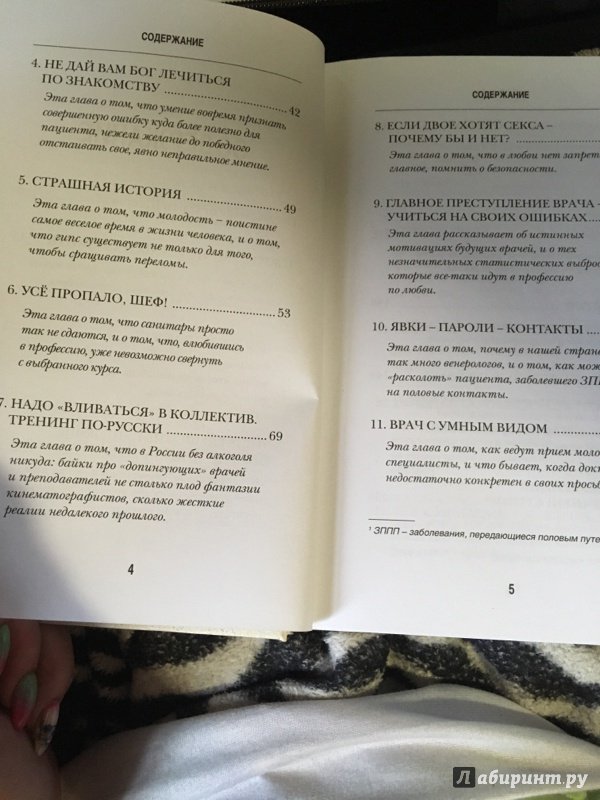 СОДЕРЖАНИЕ
4. НЕ ДАЙ ВАМ БОГ ЛЕЧИТЬСЯ
ПО ЗНАКОМСТВУ 42
Эта глава о том, что умение вовремя признать
совершенную ошибку куда более полезно для
пациента, нежели желание до победного
отстаивать свое, явно неправильное мнение.
5. СТРАШНАЯ ИСТОРИЯ 49
Эта глава о том, что молодость – поистине
самое веселое время в жизни человека, и о том,
что гипс существует не только для того,
чтобы сращивать переломы.
6. УСЁ ПРОПАЛО, ШЕФ! 53
Эта глава о том, что санитары просто
так не сдаются, и о том, что, влюбившись
в профессию, уже невозможно свернуть
с выбранного курса.
7. НАДО «ВЛИВАТЬСЯ» В КОЛЛЕКТИВ.
ТРЕНИНГ ПО-РУССКИ 69
Эта глава о том, что в России без алкоголя
никуда: байки про «допингующих» врачей
и преподавателей не столько плод фантазии
кинематографистов, сколько жесткие
реалии недалекого прошлого.
4
СОДЕРЖАНИЕ
8. ЕСЛИ ДВОЕ ХОТЯТ СЕКСА –
ПОЧЕМУ БЫ И НЕТ?
Эта глава о том, что в любви нет запрет
главное, помнить о безопасности.
9. ГЛАВНОЕ ПРЕСТУПЛЕНИЕ ВРАЧА –
УЧИТЬСЯ НА СВОИХ ОШИБКАХ
Эта глава рассказывает об истинных
мотивациях будущих врачей, и о тех
незначительных статистических выброс
которые все-таки идут в профессию
по любви.
10. ЯВКИ – ПАРОЛИ – КОНТАКТЫ
Эта глава о том, почему в нашей стране
так много венерологов, и о том, как мож
«расколоть» пациента, заболевшего ЗП
на половые контакты.
11. ВРАЧ С УМНЫМ ВИДОМ
Эта глава о том, как ведут прием моло
специалисты, и что бывает, когда док
недостаточно конкретен в своих прось
¹ ЗППП – заболевания, передающиеся половым путе
5
Лабиринт.ру